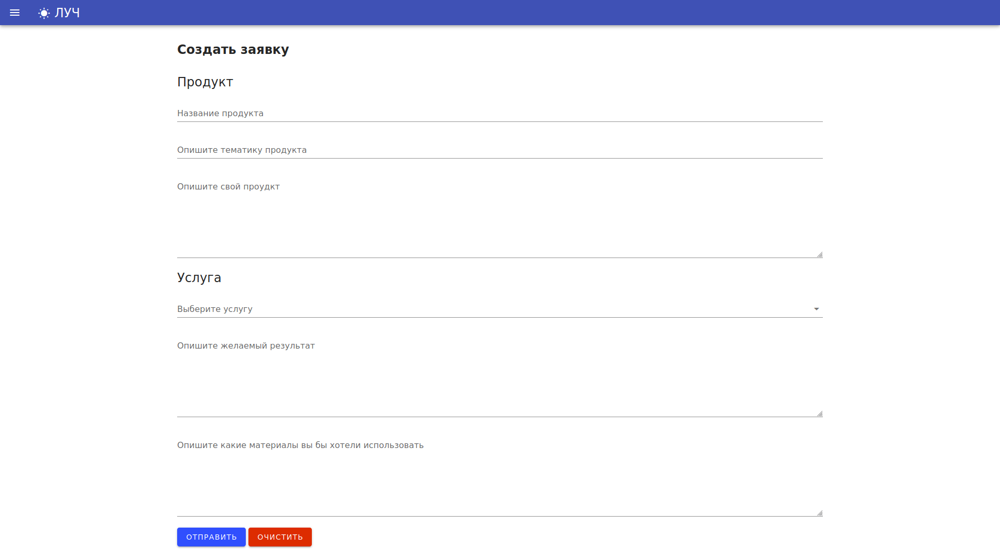 ЛУЧ
Создать заявку
Продукт
Название продукта
Опишите тематику продукта
Опишите свой проудкт
Услуга
Выберите услугу
Опишите желаемый результат
Опишите какие материалы вы бы хотели использовать
ОТПРАВИТЬ ОЧИСТИТЬ